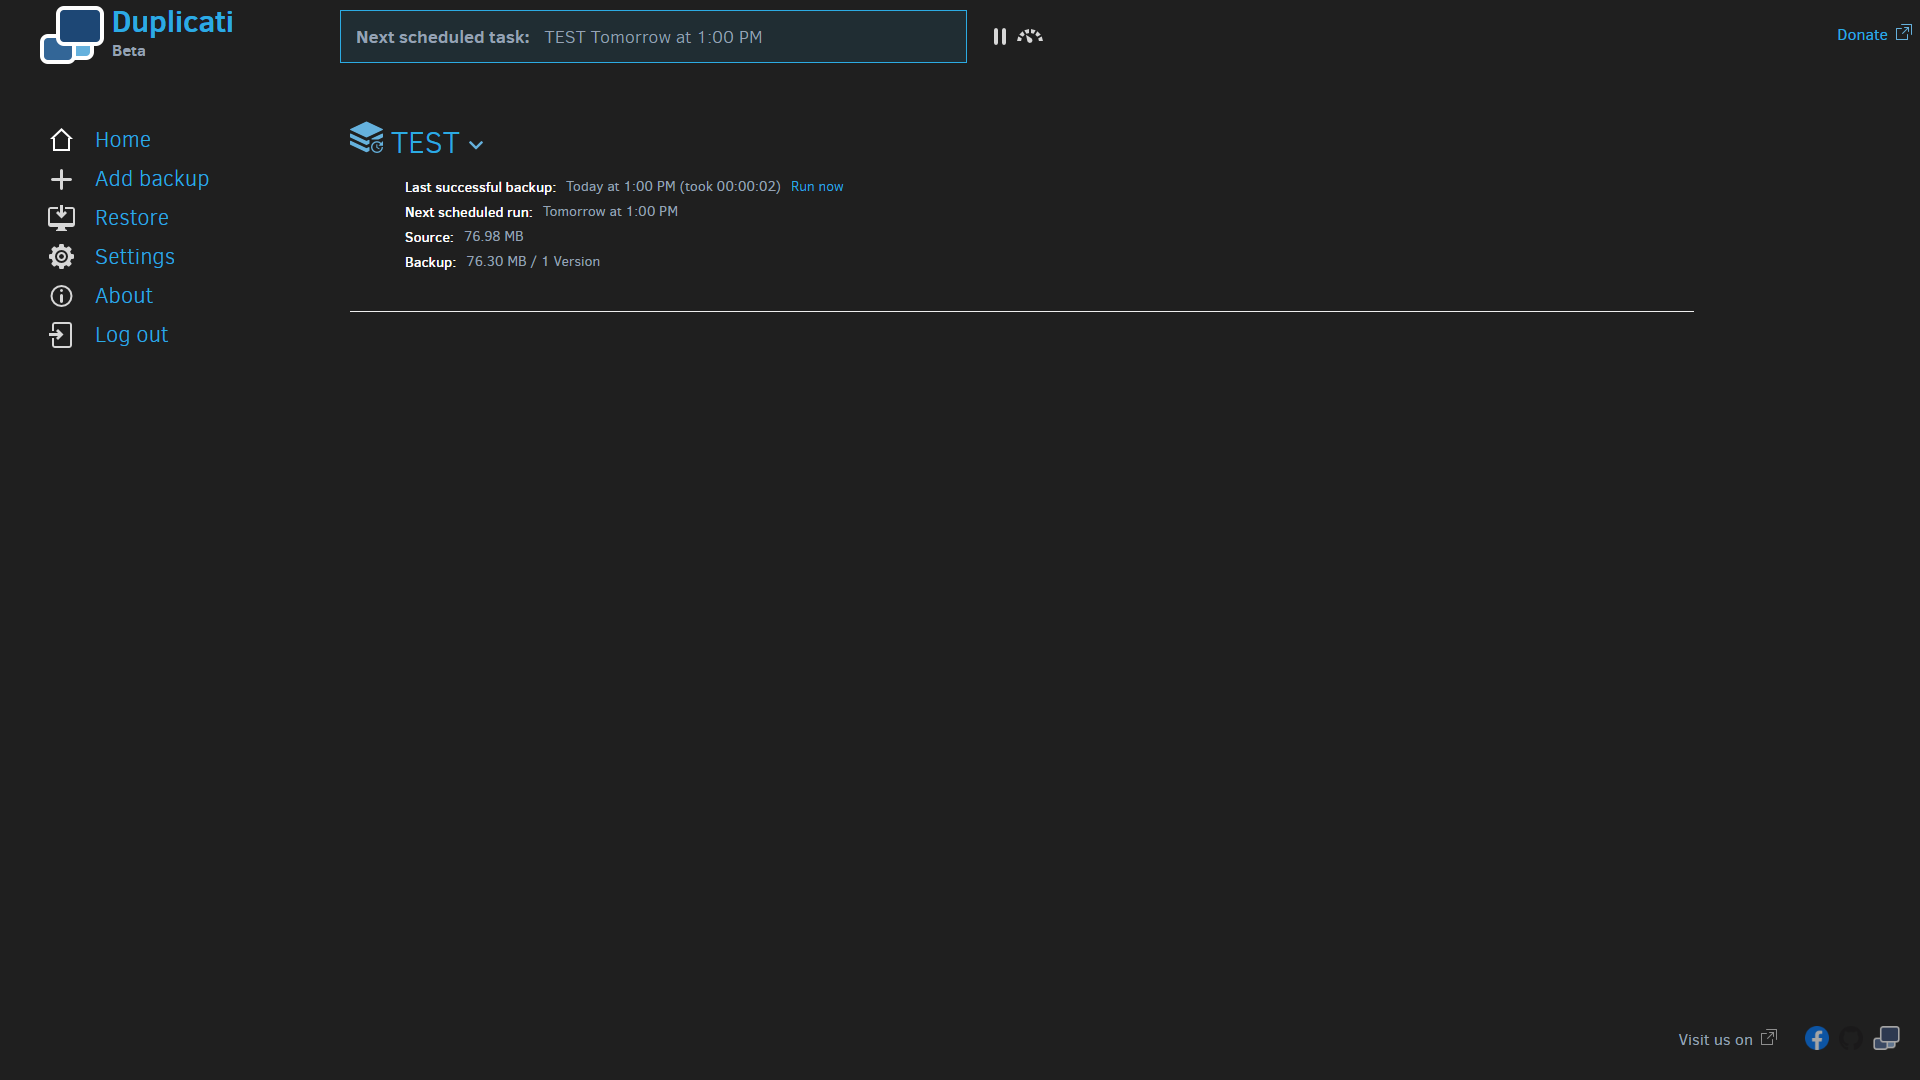 Duplicati
Beta
Next scheduled task: TEST Tomorrow at 1:00 PM
Donate
Home
Add backup
Restore
Settings
About
Log out
TEST
Last successful backup: Today at 1:00 PM (took 00:00:02) Run now
Next scheduled run: Tomorrow at 1:00 PM
Source: 76.98 MB
Backup: 76.30 MB / 1 Version
Visit us on